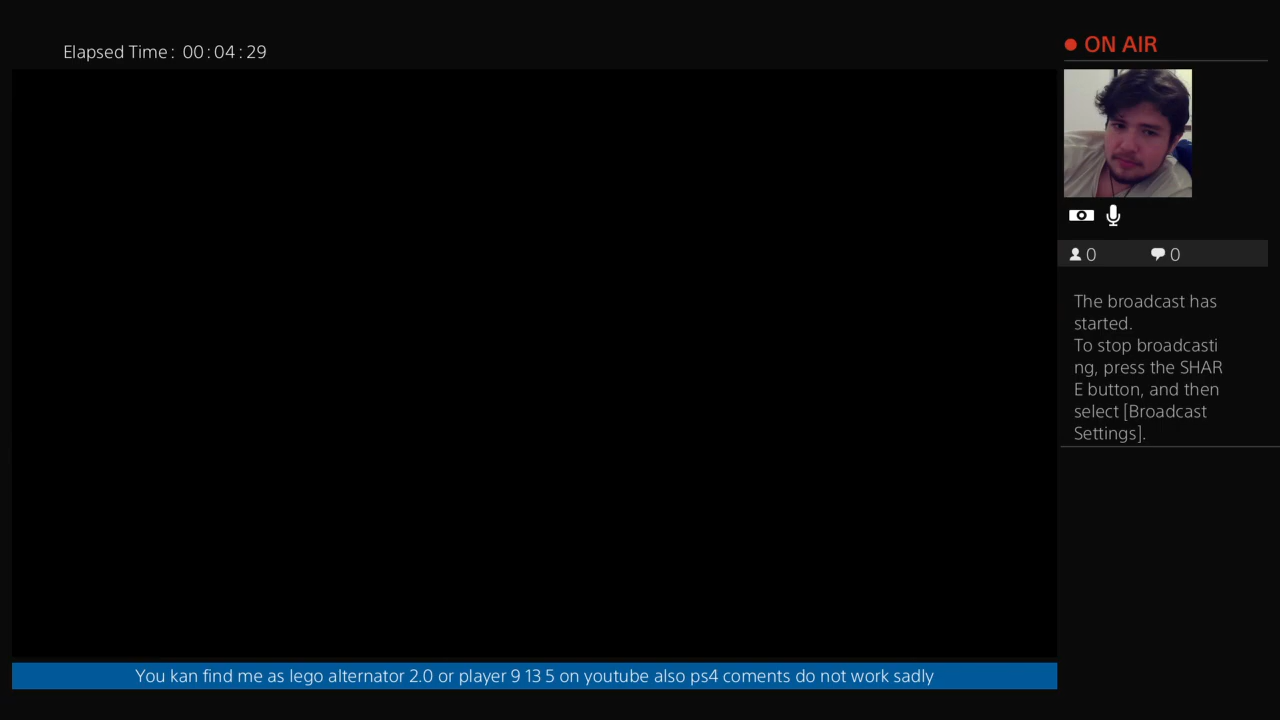 Elapsed Time: 00:04:29
ON AIR
0 0
The broadcast has
started.
To stop broadcasti
ng, press the SHAR
E button, and then
select [Broadcast
Settings].
You kan find me as lego alternator 2.0 or player 9 13 5 on youtube also ps4 coments do not work sadly